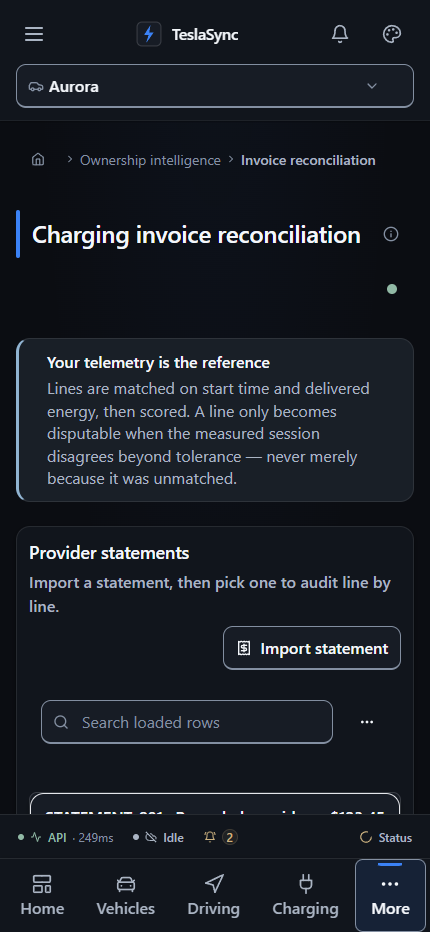 TeslaSync
Aurora
Ownership intelligence
Invoice reconciliation
Charging invoice reconciliation
Your telemetry is the reference
Lines are matched on start time and delivered
energy, then scored. A line only becomes
disputable when the measured session
disagrees beyond tolerance — never merely
because it was unmatched.
Provider statements
Import a statement, then pick one to audit line by
line.
Import statement
Search loaded rows
API · 249ms
Idle
2
Status
Home
Vehicles
Driving
Charging
More